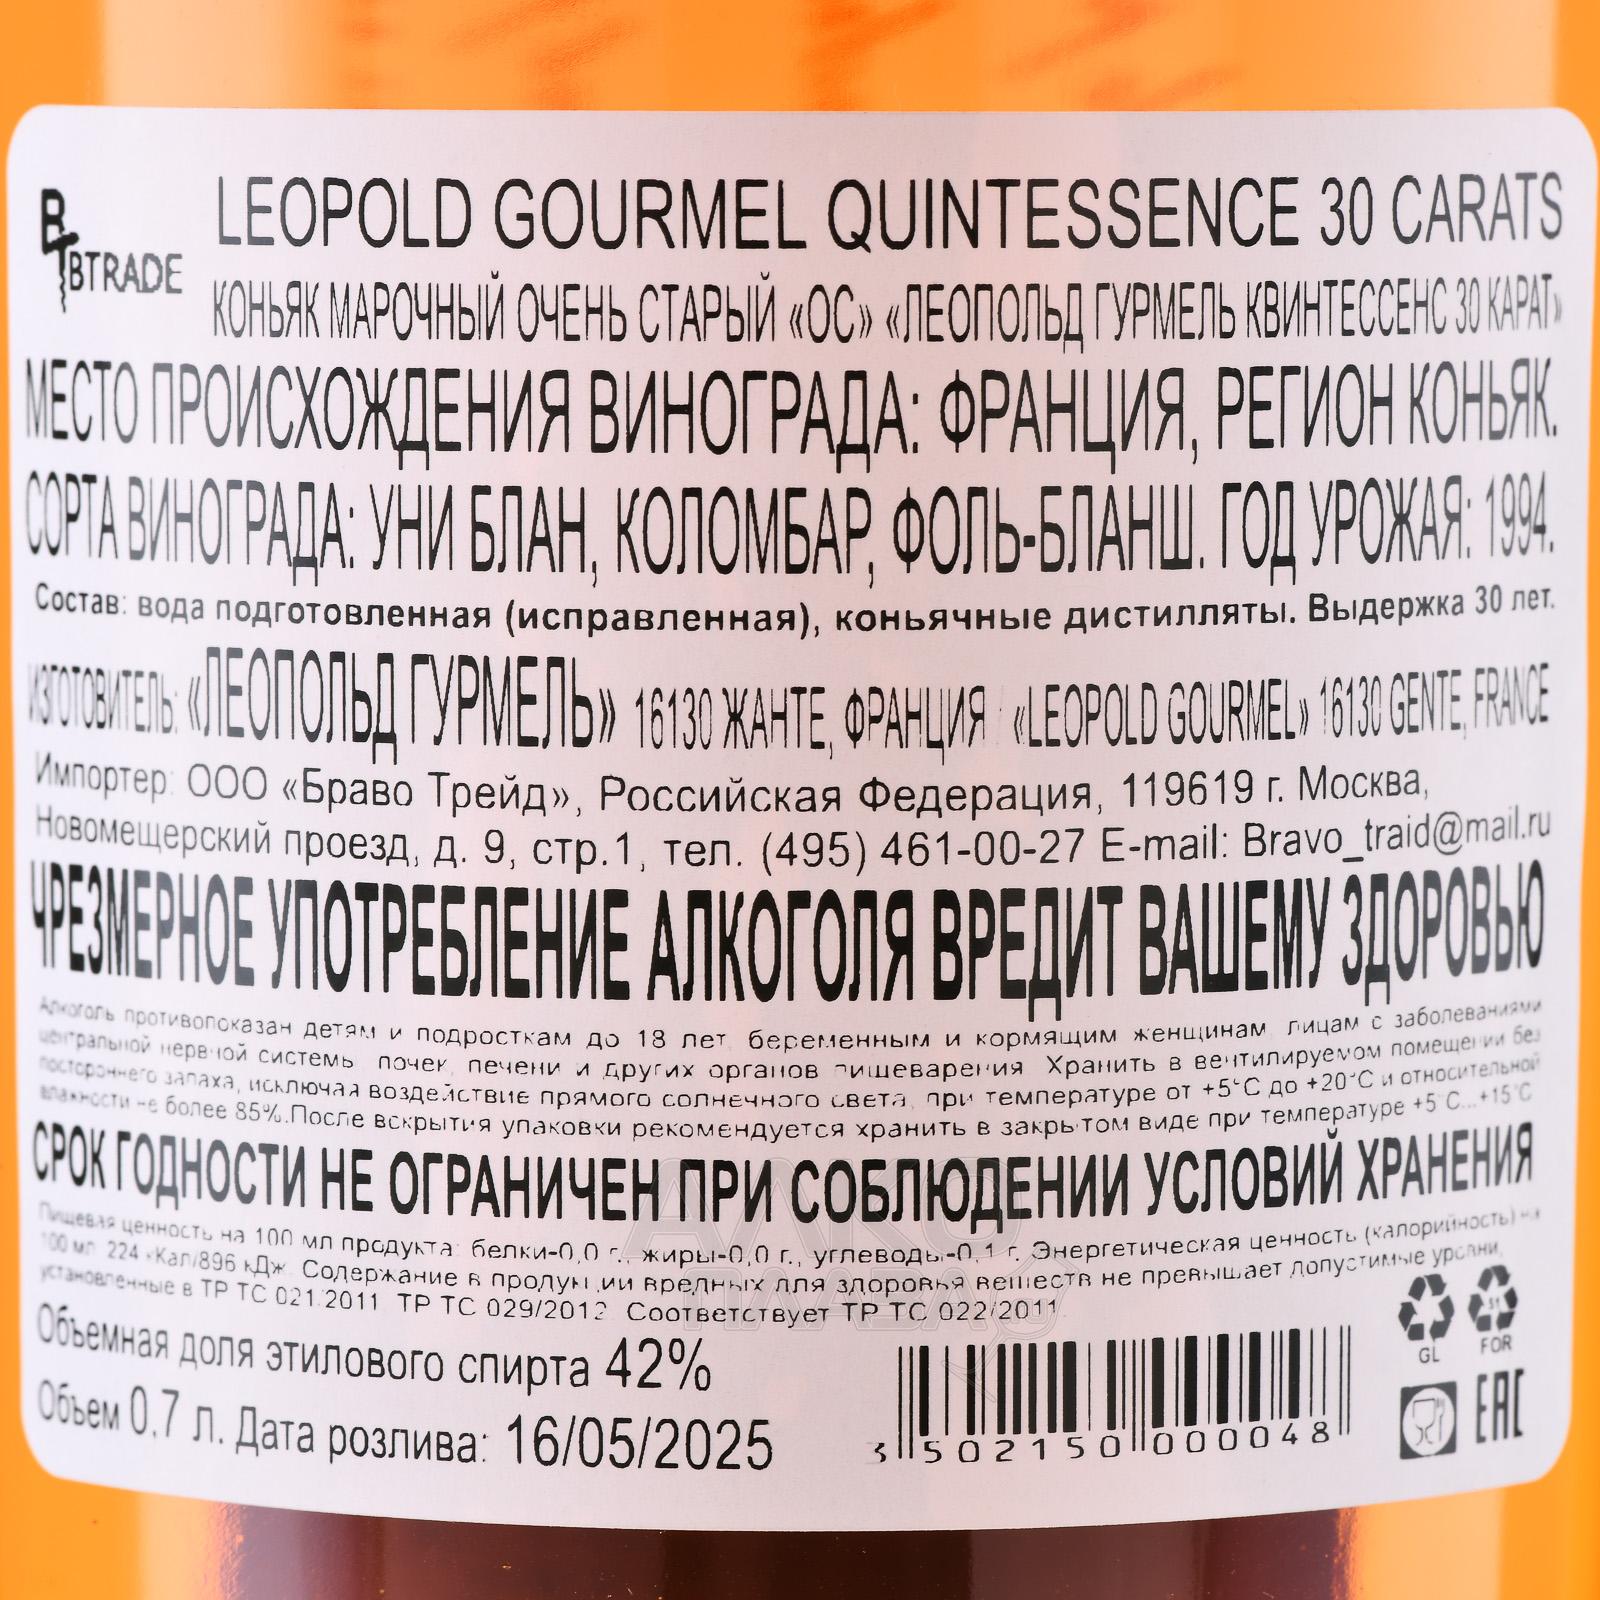 BTRADE
LEOPOLD GOURMEL QUINTESSENCE 30 CARATS
КОНЬЯК МАРОЧНЫЙ ОЧЕНЬ СТАРЫЙ «ОС» «ЛЕОПОЛЬД ГУРМЕЛЬ КВИНТЕССЕНС 30 КАРАТ»
МЕСТО ПРОИСХОЖДЕНИЯ ВИНОГРАДА: ФРАНЦИЯ, РЕГИОН КОНЬЯК.
СОРТА ВИНОГРАДА: УНИ БЛАН, КОЛОМБАР, ФОЛЬ-БЛАНШ. ГОД УРОЖАЯ: 1994.
Состав: вода подготовленная (исправленная), коньячные дистилляты. Выдержка 30 лет.
ИЗГОТОВИТЕЛЬ: «ЛЕОПОЛЬД ГУРМЕЛЬ» 16130 ЖАНТЕ, ФРАНЦИЯ / «LEOPOLD GOURMEL» 16130 GENTE, FRANCE
Импортер: ООО «Браво Трейд», Российская Федерация, 119619 г. Москва,
Новомещерский проезд, д. 9, стр.1, тел. (495) 461-00-27 E-mail: Bravo_traid@mail.ru
ЧРЕЗМЕРНОЕ УПОТРЕБЛЕНИЕ АЛКОГОЛЯ ВРЕДИТ ВАШЕМУ ЗДОРОВЬЮ
Алкоголь противопоказан детям и подросткам до 18 лет, беременным и кормящим женщинам, лицам с заболеваниями
центральной нервной системы, почек, печени и других органов пищеварения. Хранить в вентилируемом помещении без
постороннего запаха, исключая воздействие прямого солнечного света, при температуре от +5°С до +20°С и относительной
влажности не более 85%.После вскрытия упаковки рекомендуется хранить в закрытом виде при температуре +5°С...+15°С
СРОК ГОДНОСТИ НЕ ОГРАНИЧЕН ПРИ СОБЛЮДЕНИИ УСЛОВИЙ ХРАНЕНИЯ
Пищевая ценность на 100 мл продукта: белки-0,0 г., жиры-0,0 г., углеводы-0,1 г. Энергетическая ценность (калорийность) на
100 мл: 224 кКал/896 кДж. Содержание в продукции вредных для здоровья веществ не превышает допустимые уровни,
установленные в ТР ТС 021/2011, ТР ТС 029/2012. Соответствует ТР ТС 022/2011.
Объемная доля этилового спирта 42%
Объем 0,7 л. Дата розлива: 16/05/2025
3 502150 000048
GL
51
FOR
EAC
АЛКО
ПЛАЗА.RU